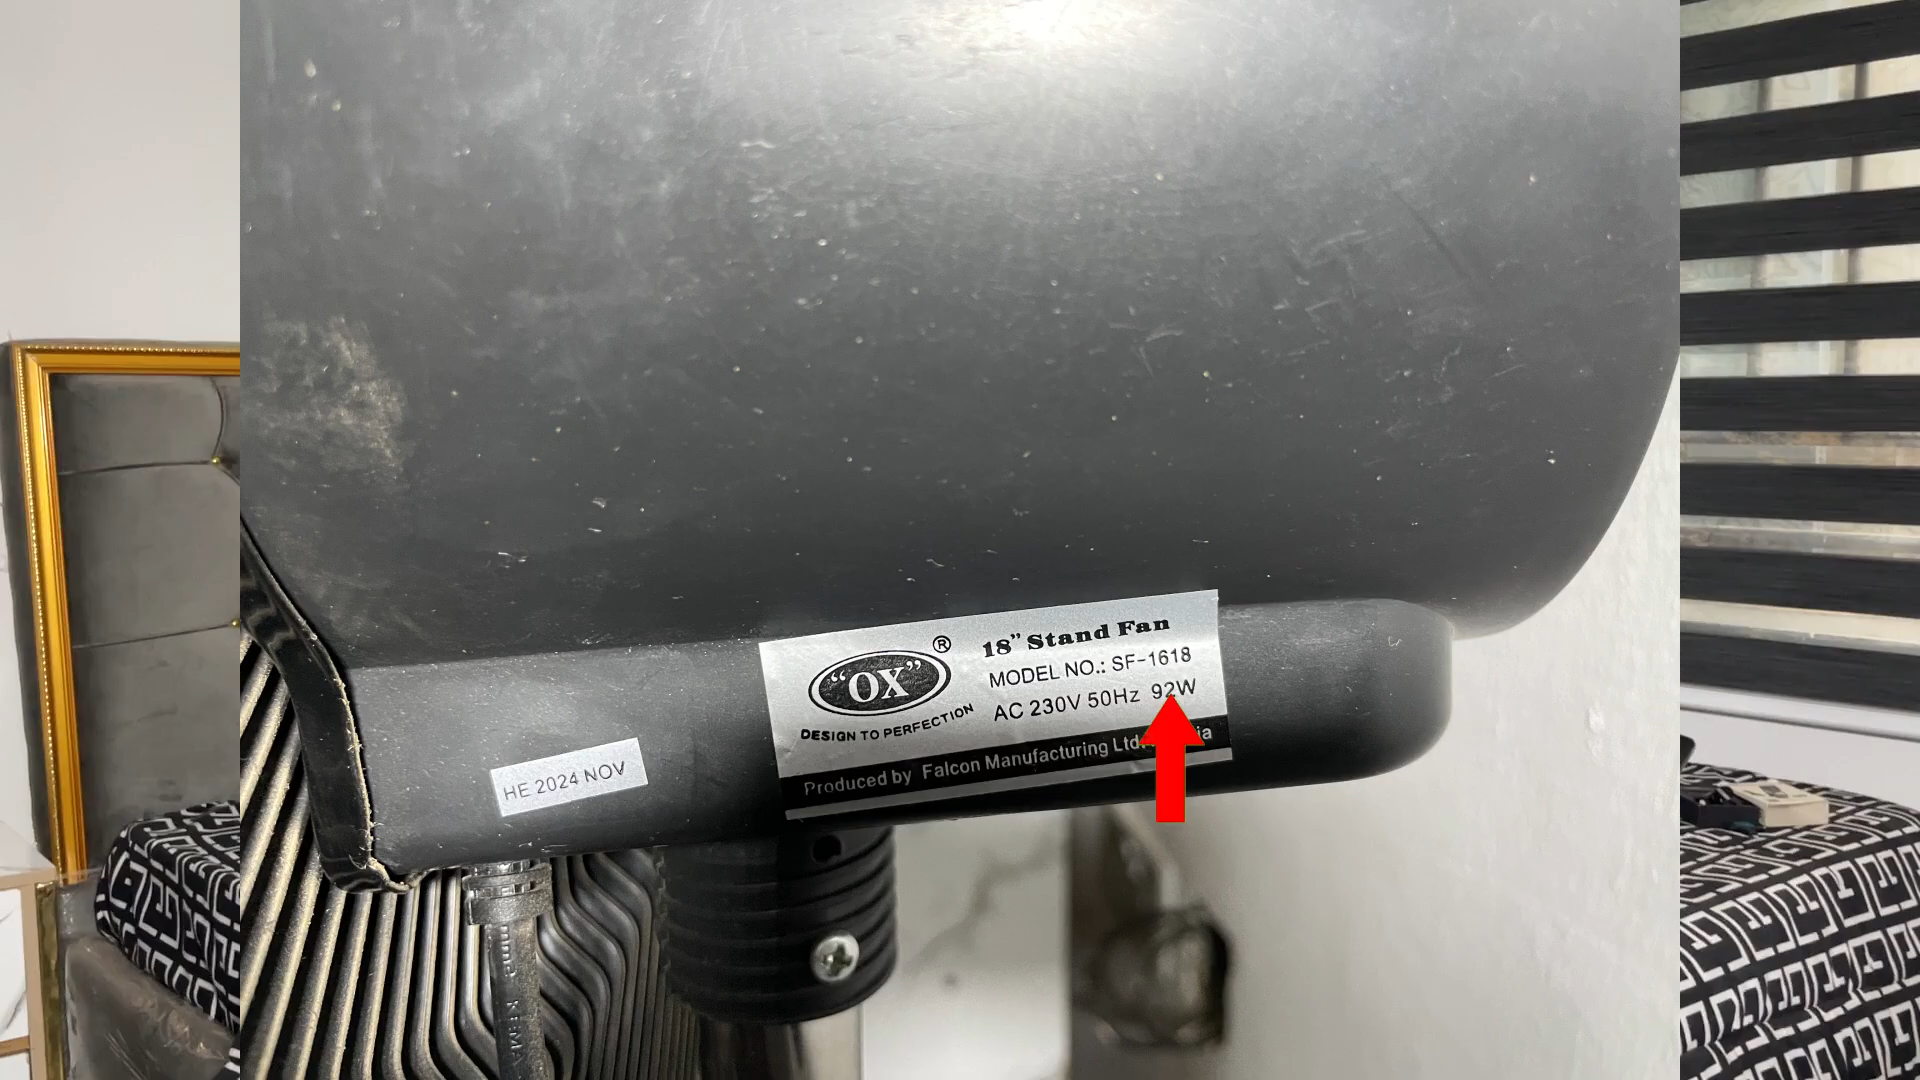 "OX"®
DESIGN TO PERFECTION
18" Stand Fan
MODEL NO.: SF-1618
AC 230V 50Hz 92W
Produced by Falcon Manufacturing Ltd
HE 2024 NOV